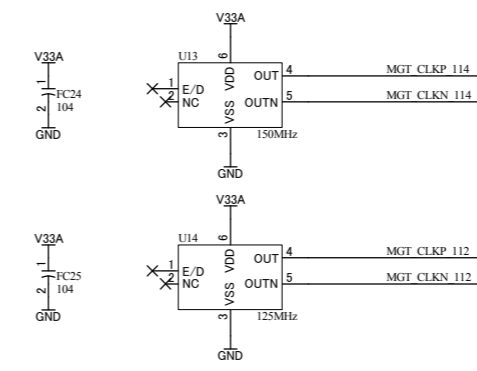 V33A
V33A
U13
6
1
FC24
104
2
GND
1
E/D
2
NC
VDD
VSS
OUT
4
MGT_CLKP_114
OUTN
5
MGT_CLKN_114
3
150MHz
GND
V33A
V33A
U14
6
1
FC25
104
2
GND
1
E/D
2
NC
VDD
VSS
OUT
4
MGT_CLKP_112
OUTN
5
MGT_CLKN_112
3
125MHz
GND